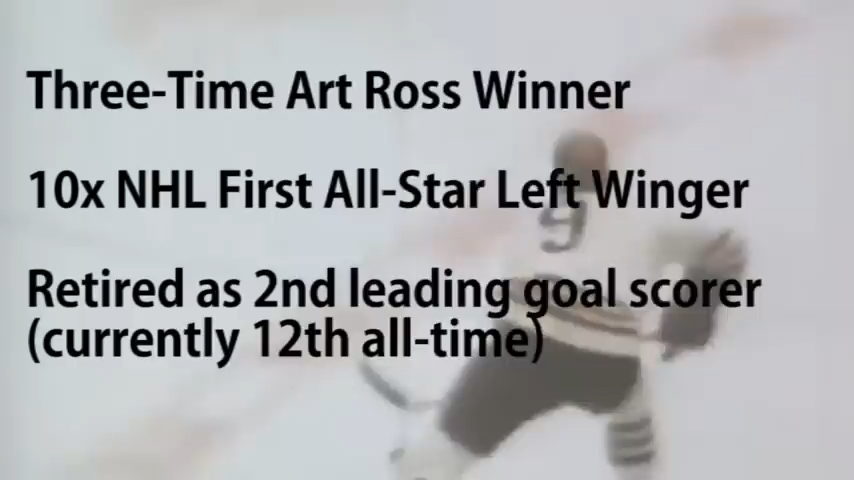 Three-Time Art Ross Winner
10x NHL First All-Star Left Winger
Retired as 2nd leading goal scorer
(currently 12th all-time)
9